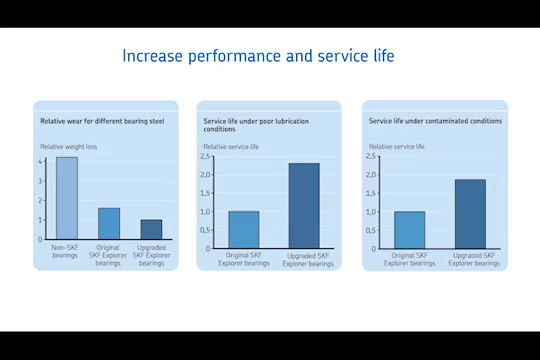 Increase performance and service life
Relative wear for different bearing steel
Relative weight loss
4
3
2
1
0
Non-SKF
bearings
Original
SKF Explorer
bearings
Upgraded
SKF Explorer
bearings
Service life under poor lubrication
conditions
Relative service life
2,5
2,0
1,5
1,0
0,5
0
Original SKF
Explorer bearings
Upgraded SKF
Explorer bearings
Service life under contaminated conditions
Relative service life
2,5
2,0
1,5
1,0
0,5
0
Original SKF
Explorer bearings
Upgraded SKF
Explorer bearings